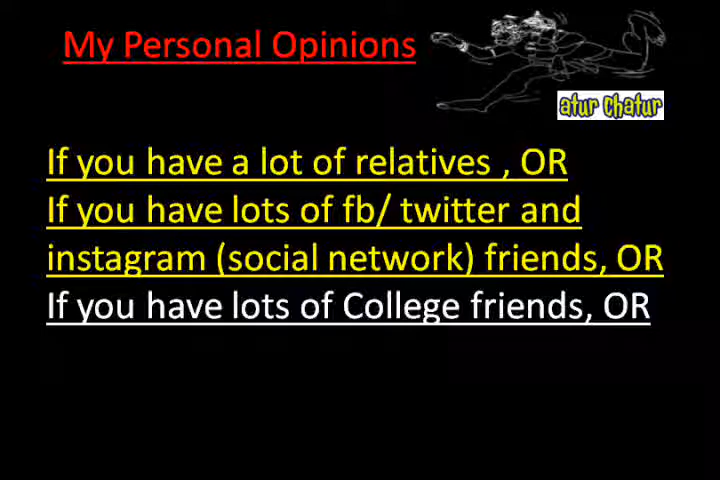 My Personal Opinions
atur chatur
If you have a lot of relatives , OR
If you have lots of fb/ twitter and
instagram (social network) friends, OR
If you have lots of College friends, OR